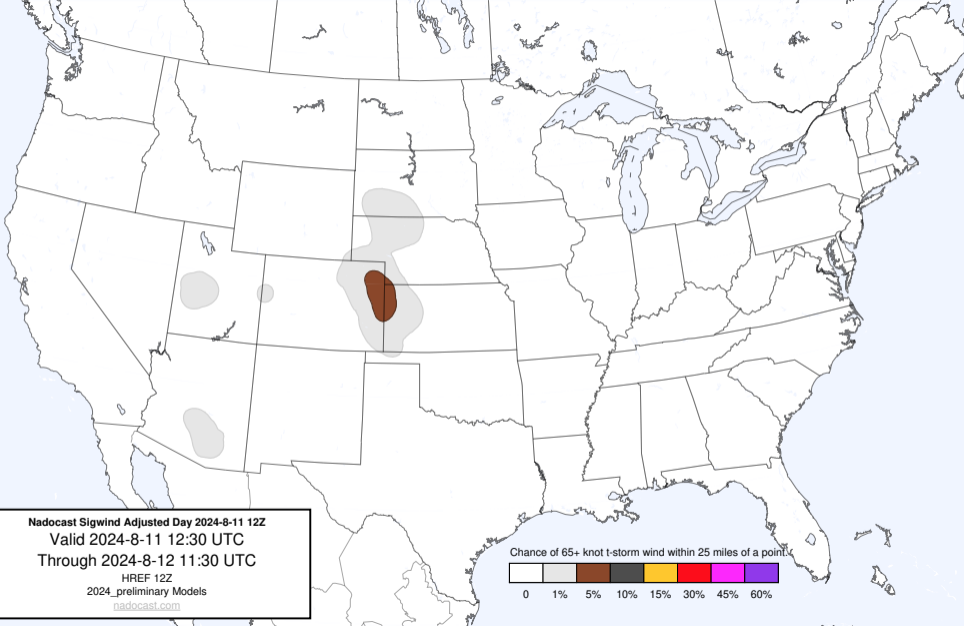 Nadocast Sigwind Adjusted Day 2024-8-11 12Z
Valid 2024-8-11 12:30 UTC
Through 2024-8-12 11:30 UTC
HREF 12Z
2024_preliminary Models
nadocast.com
Chance of 65+ knot t-storm wind within 25 miles of a point.
0 1% 5% 10% 15% 30% 45% 60%